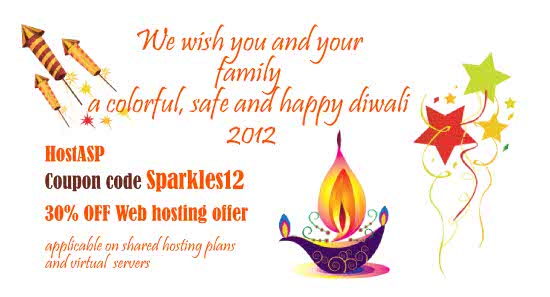 We wish you and your
family
a colorful, safe and happy diwali
2012
HostASP
Coupon code Sparkles12
30% OFF Web hosting offer
applicable on shared hosting plans
and virtual servers